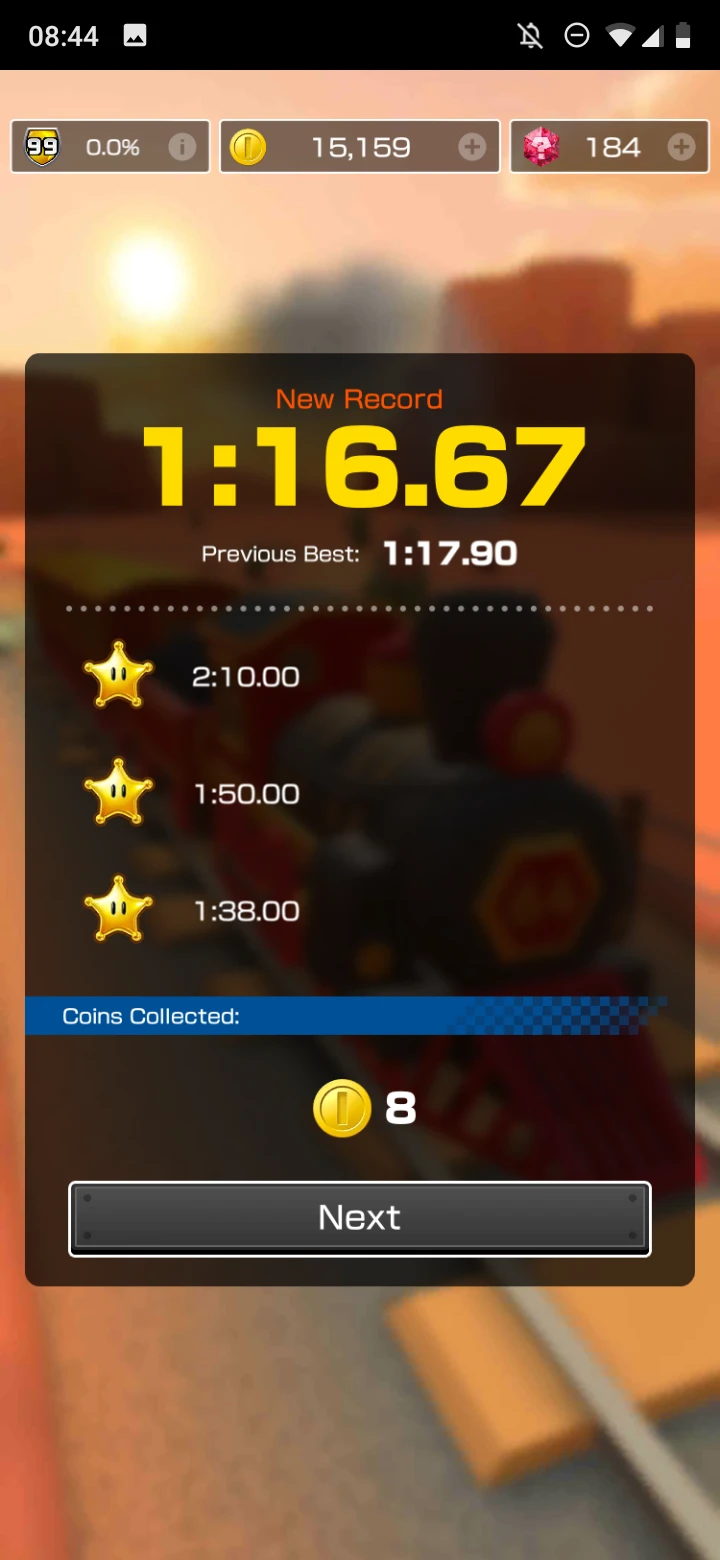 08:44
99 0.0% i 15,159 + 184 +
New Record
1:16.67
Previous Best: 1:17.90
2:10.00
1:50.00
1:38.00
Coins Collected:
8
Next